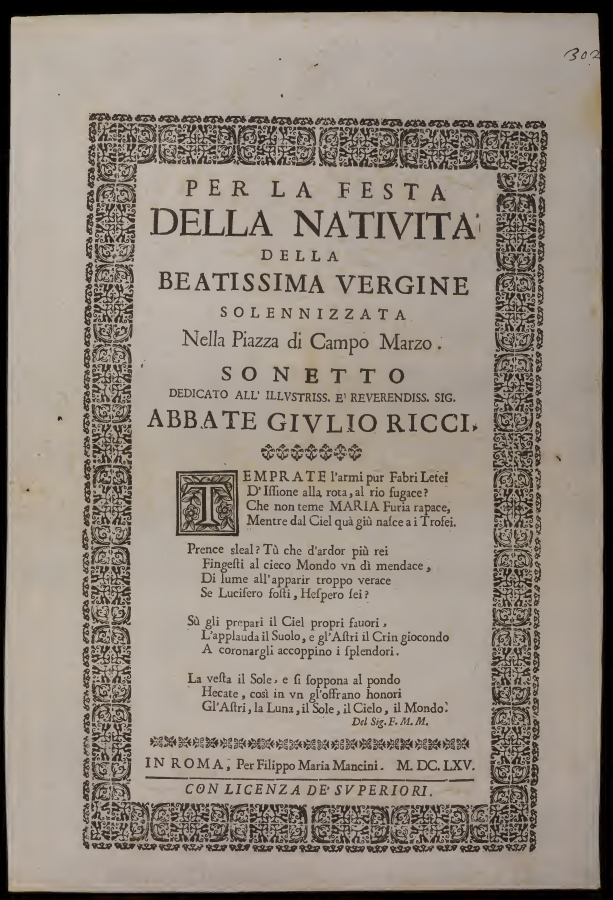 302
PER LA FESTA
DELLA NATIVITA'
DELLA
BEATISSIMA VERGINE
SOLENNIZZATA
Nella Piazza di Campo Marzo.
SONETTO
DEDICATO ALL' ILLVSTRISS. E' REVERENDISS. SIG.
ABBATE GIVLIO RICCI.
TEMPRATE l'armi pur Fabri Letei
D'Iſſione alla rota, al rio fugace?
Che non teme MARIA Furia rapace,
Mentre dal Ciel quà giù naſce a i Trofei.
Prence sleal? Tù che d'ardor più rei
Fingeſti al cieco Mondo vn dì mendace,
Di lume all'apparir troppo verace
Se Lucifero foſti, Heſpero ſei?
Sù gli prepari il Ciel propri fauori,
L'applauda il Suolo, e gl'Aſtri il Crin giocondo
A coronargli accoppino i ſplendori.
La veſta il Sole, e ſi ſoppona al pondo
Hecate, così in vn gl'offrano honori
Gl'Aſtri, la Luna, il Sole, il Cielo, il Mondo.
Del Sig. F. M. M.
IN ROMA, Per Filippo Maria Mancini. M. DC. LXV.
CON LICENZA DE' SVPERIORI.